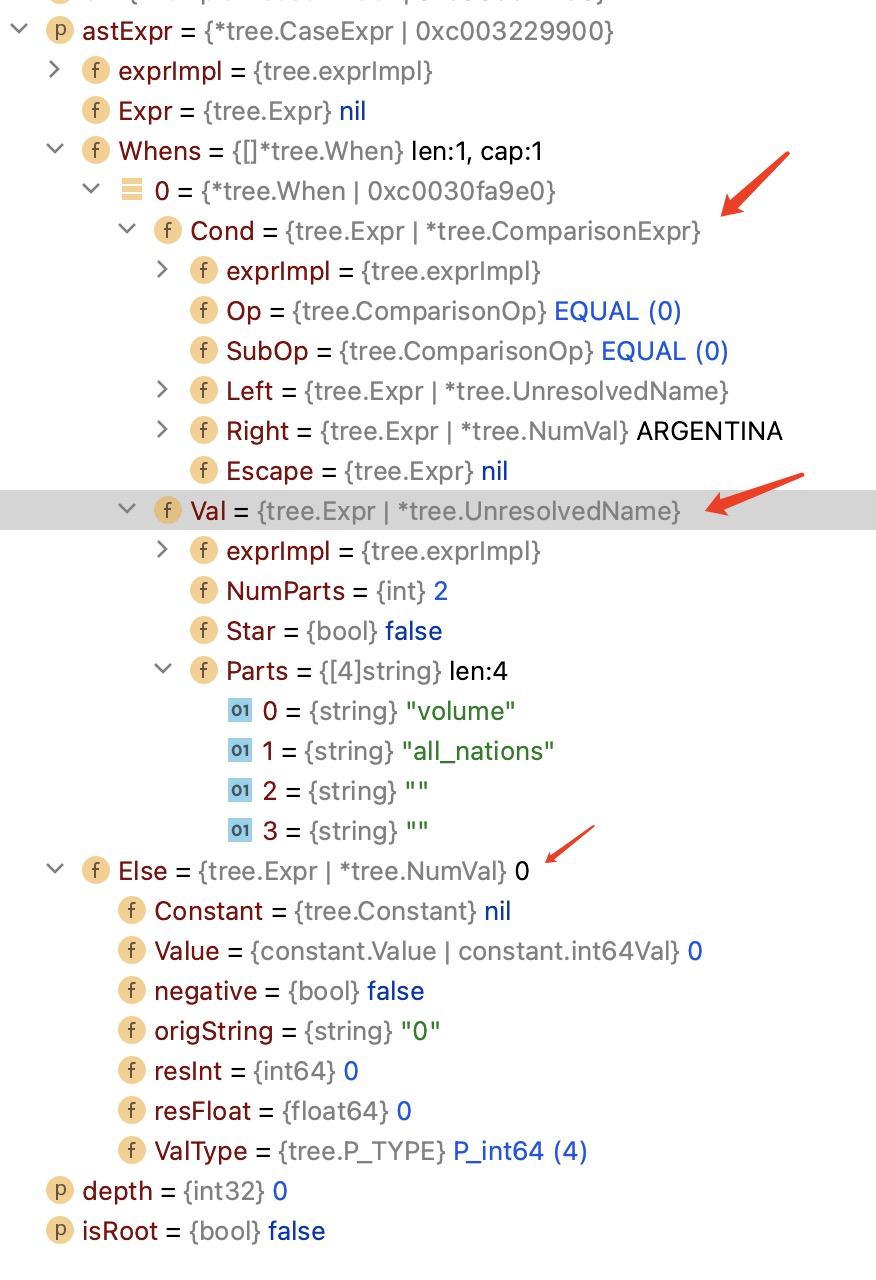 astExpr = {*tree.CaseExpr | 0xc003229900}
f exprImpl = {tree.exprImpl}
f Expr = {tree.Expr} nil
f Whens = {[]*tree.When} len:1, cap:1
0 = {*tree.When | 0xc0030fa9e0}
f Cond = {tree.Expr | *tree.ComparisonExpr}
f exprImpl = {tree.exprImpl}
f Op = {tree.ComparisonOp} EQUAL (0)
f SubOp = {tree.ComparisonOp} EQUAL (0)
f Left = {tree.Expr | *tree.UnresolvedName}
f Right = {tree.Expr | *tree.NumVal} ARGENTINA
f Escape = {tree.Expr} nil
f Val = {tree.Expr | *tree.UnresolvedName}
f exprImpl = {tree.exprImpl}
f NumParts = {int} 2
f Star = {bool} false
f Parts = {[4]string} len:4
01 0 = {string} "volume"
01 1 = {string} "all_nations"
01 2 = {string} ""
01 3 = {string} ""
f Else = {tree.Expr | *tree.NumVal} 0
f Constant = {tree.Constant} nil
f Value = {constant.Value | constant.int64Val} 0
f negative = {bool} false
f origString = {string} "0"
f resInt = {int64} 0
f resFloat = {float64} 0
f ValType = {tree.P_TYPE} P_int64 (4)
p depth = {int32} 0
p isRoot = {bool} false